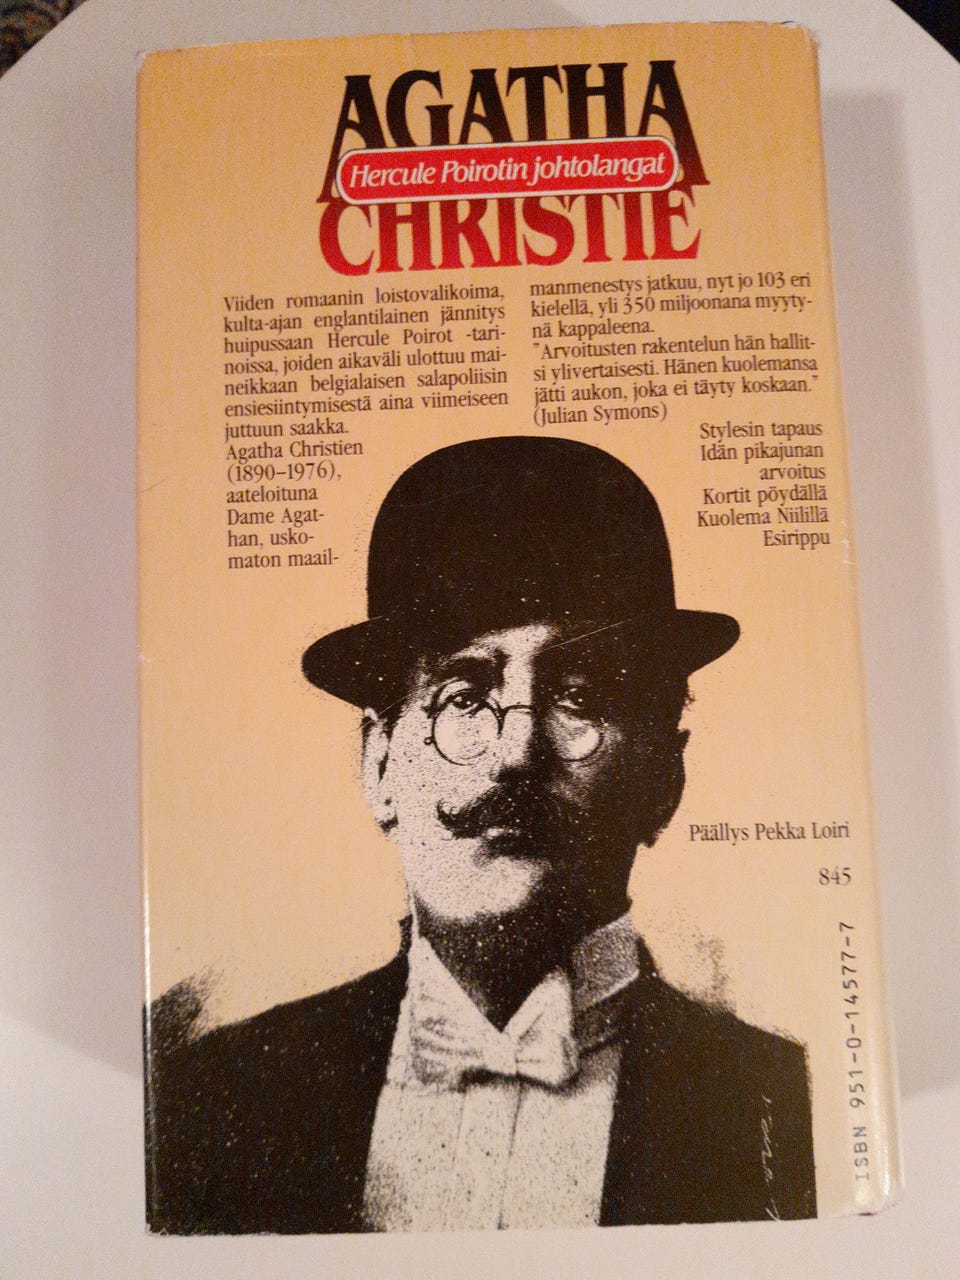 AGATHA
Hercule Poirotin johtolangat
CHRISTIE
Viiden romaanin loistovalikoima,
kulta-ajan englantilainen jännitys
huipussaan Hercule Poirot -tari-
noissa, joiden aikaväli ulottuu mai-
neikkaan belgialaisen salapoliisin
ensiesiintymisestä aina viimeiseen
juttuun saakka.
Agatha Christien
(1890–1976),
aateloituna
Dame Agat-
han, usko-
maton maail-
manmenestys jatkuu, nyt jo 103 eri
kielellä, yli 350 miljoonana myyty-
nä kappaleena.
"Arvoitusten rakentelun hän hallit-
si ylivertaisesti. Hänen kuolemansa
jätti aukon, joka ei täyty koskaan."
(Julian Symons)
Stylesin tapaus
Idän pikajunan
arvoitus
Kortit pöydällä
Kuolema Niilillä
Esirippu
Päällys Pekka Loiri
845
ISBN 951-0-14577-7